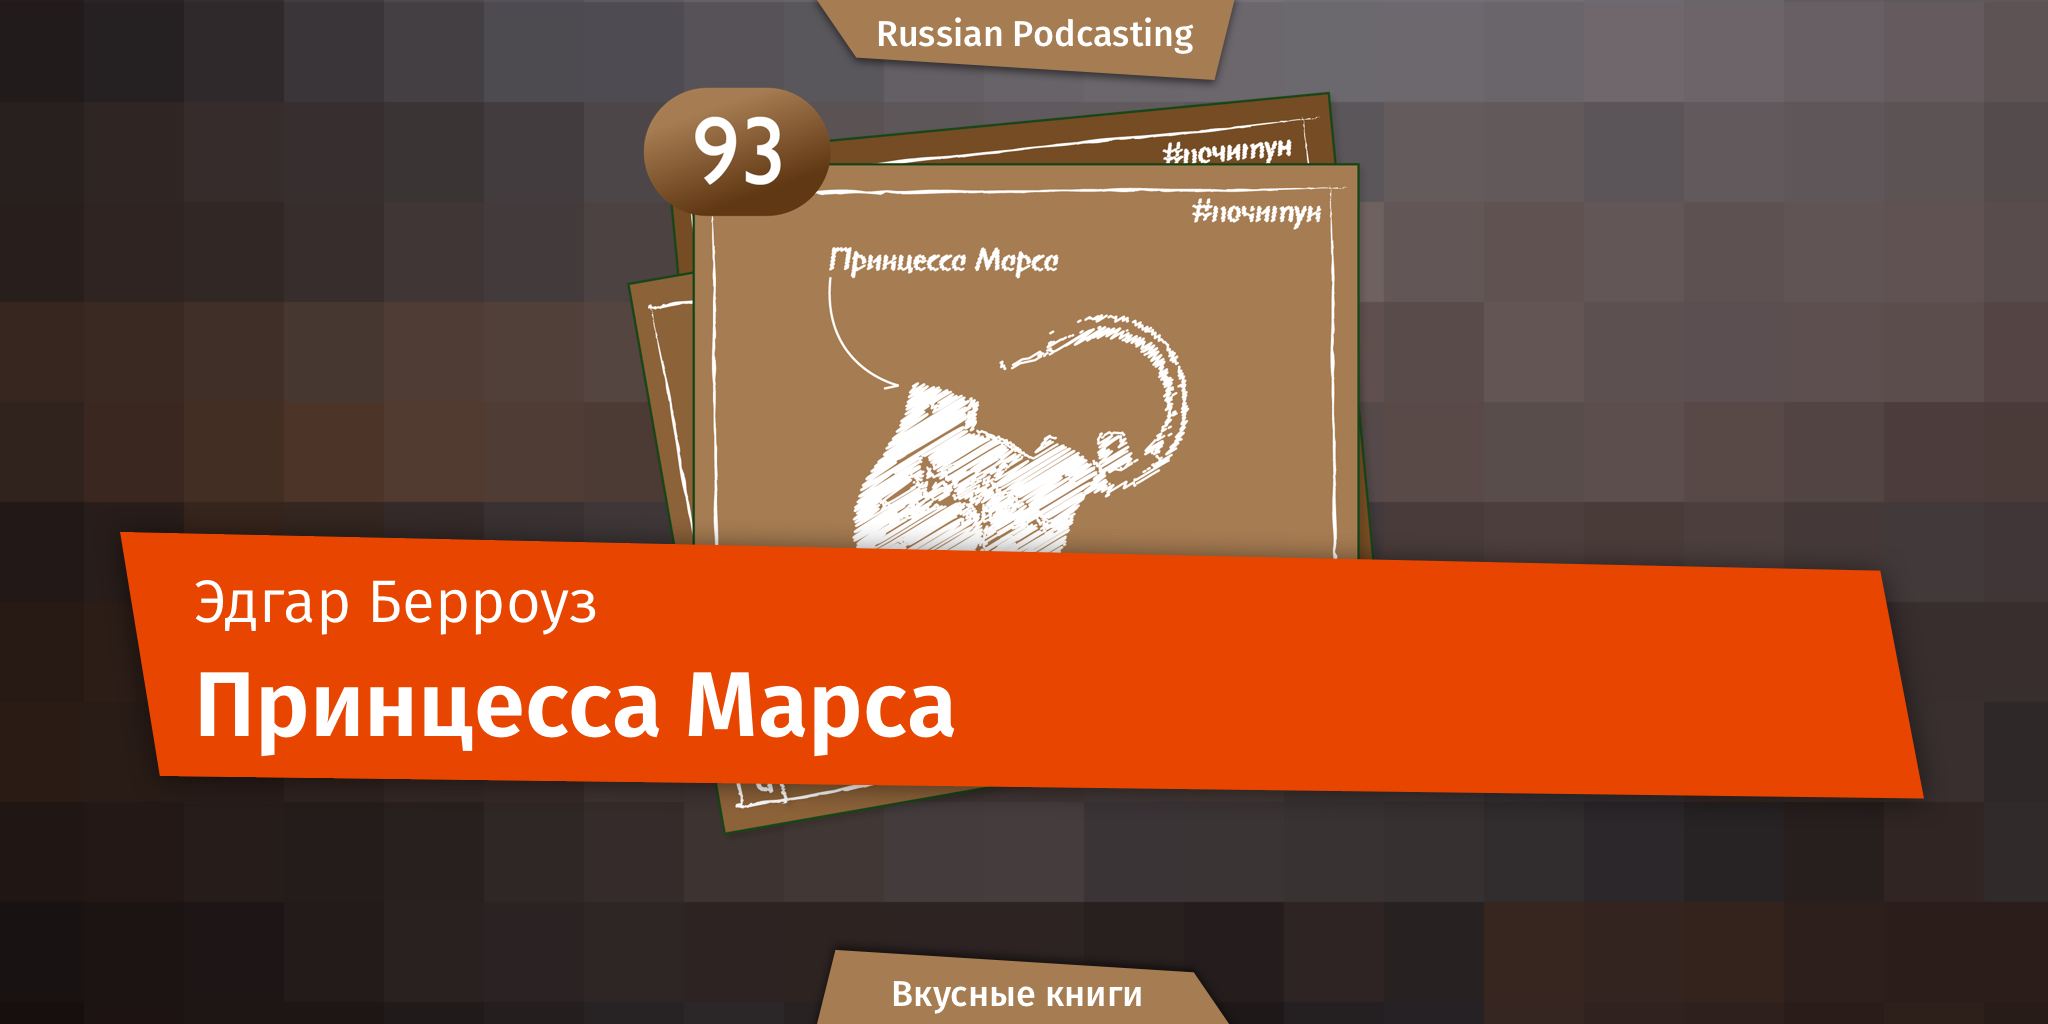 Russian Podcasting
93
#почитун
#почитун
Принцесса Марса
Эдгар Берроуз
Принцесса Марса
Вкусные книги